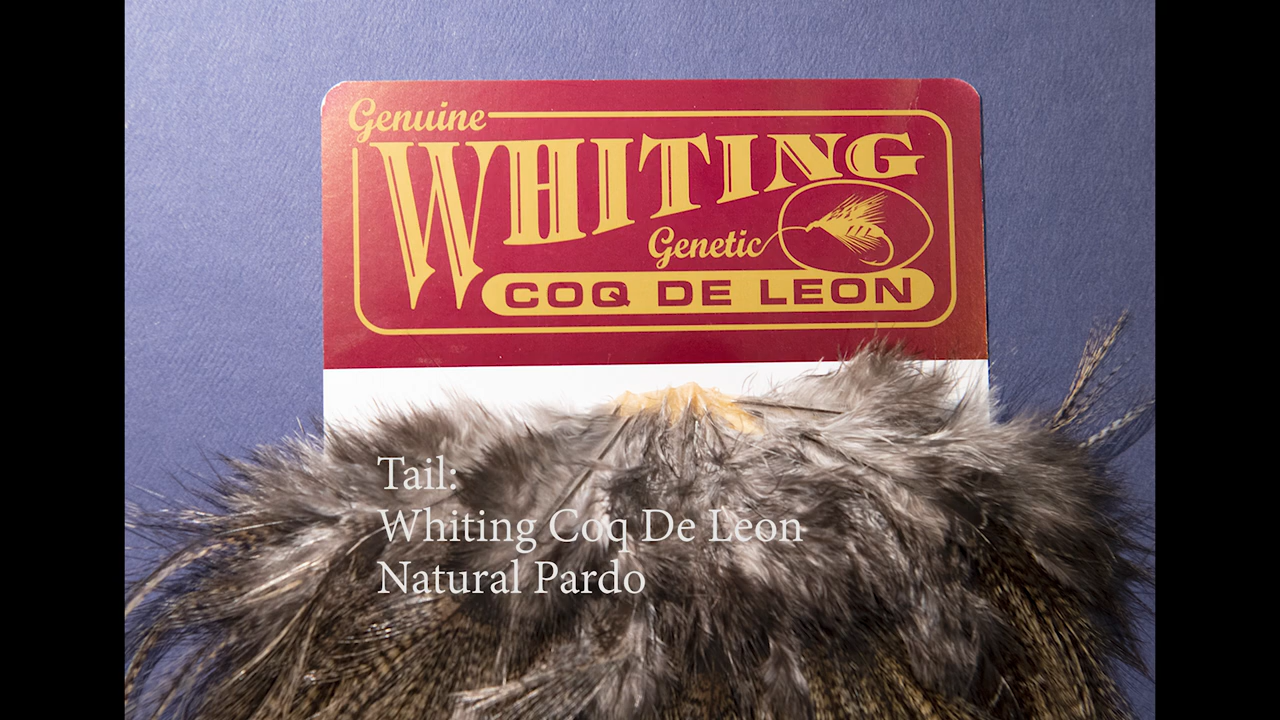 Genuine
WHITING
Genetic
COQ DE LEON
Tail:
Whiting Coq De Leon
Natural Pardo